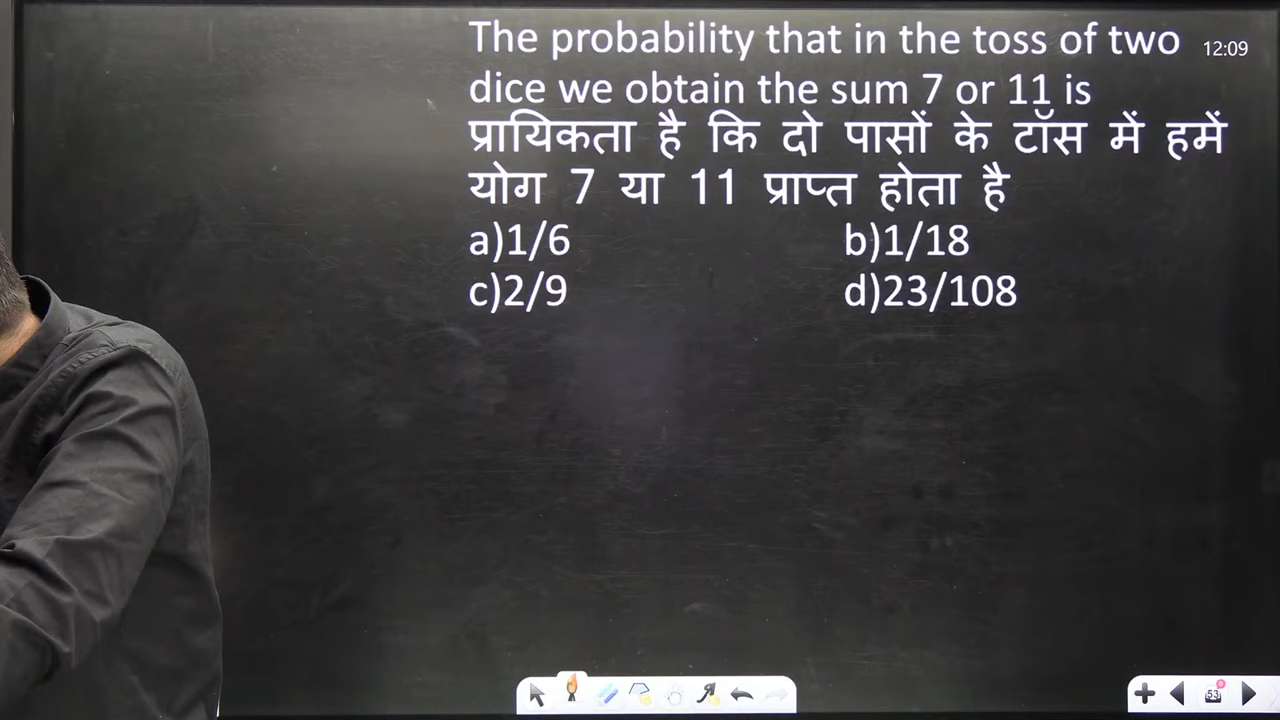 The probability that in the toss of two
12:09
dice we obtain the sum 7 or 11 is
प्रायिकता है कि दो पासों के टॉस में हमें
योग 7 या 11 प्राप्त होता है
a)1/6 b)1/18
c)2/9 d)23/108
53